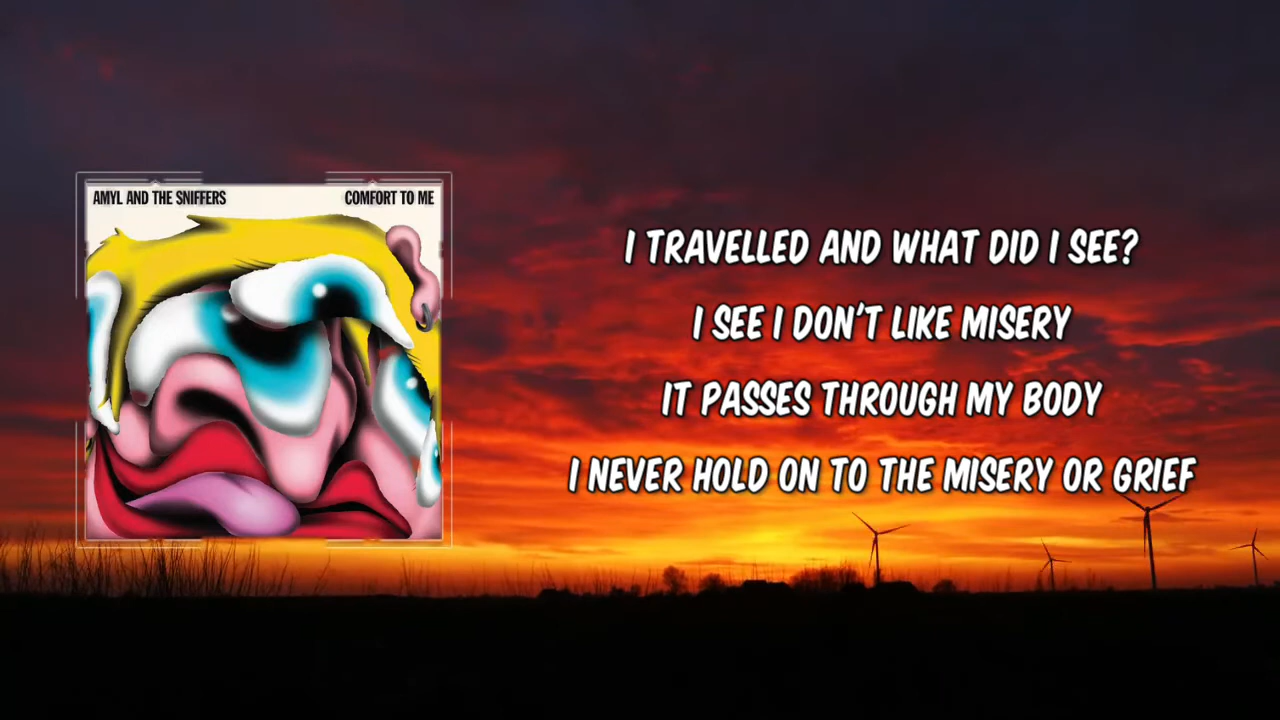 AMYL AND THE SNIFFERS
COMFORT TO ME
I TRAVELLED AND WHAT DID I SEE?
I SEE I DON'T LIKE MISERY
IT PASSES THROUGH MY BODY
I NEVER HOLD ON TO THE MISERY OR GRIEF